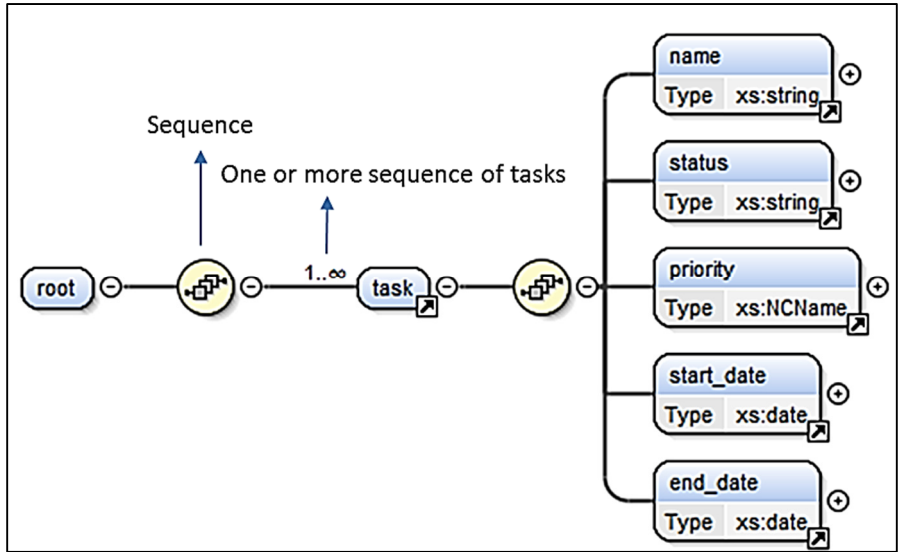 Sequence
One or more sequence of tasks
root
1..∞
task
name
Type xs:string
status
Type xs:string
priority
Type xs:NCName
start_date
Type xs:date
end_date
Type xs:date